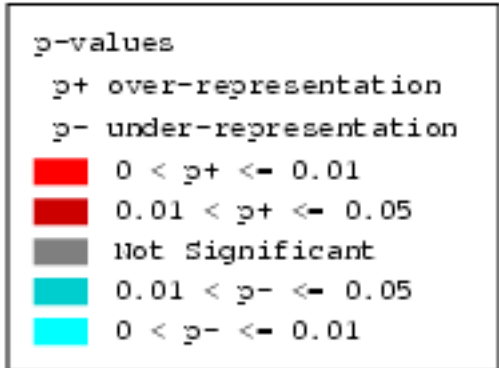 p-values
p+ over-representation
p- under-representation
0 < p+ <= 0.01
0.01 < p+ <= 0.05
Not Significant
0.01 < p- <= 0.05
0 < p- <= 0.01